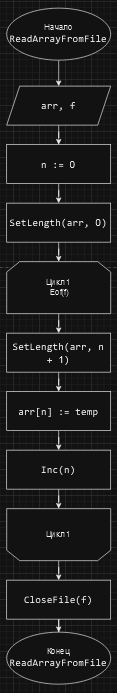 Начало
ReadArrayFromFile
arr, f
n := 0
SetLength(arr, 0)
Цикл1
Eof(f)
SetLength(arr, n
+ 1)
arr[n] := temp
Inc(n)
Цикл1
CloseFile(f)
Конец
ReadArrayFromFile